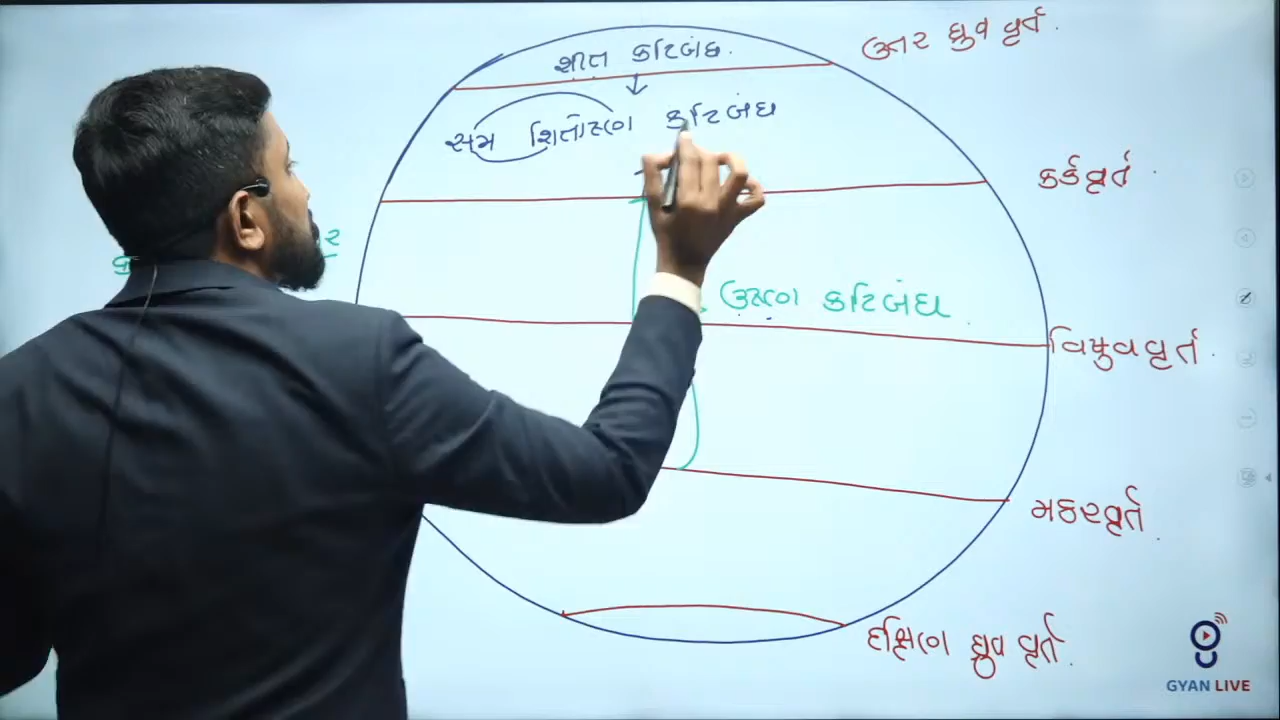 શીત કટિબંધ.
ઉત્તર ધ્રુવ વૃર્ત.
સમ શિતોષ્ણ કટિબંધ
કર્કવૃર્ત.
ઉષ્ણ કટિબંધ.
વિષુવવૃર્ત.
મકરવૃર્ત.
દક્ષિણ ધ્રુવ વૃર્ત.
GYAN LIVE